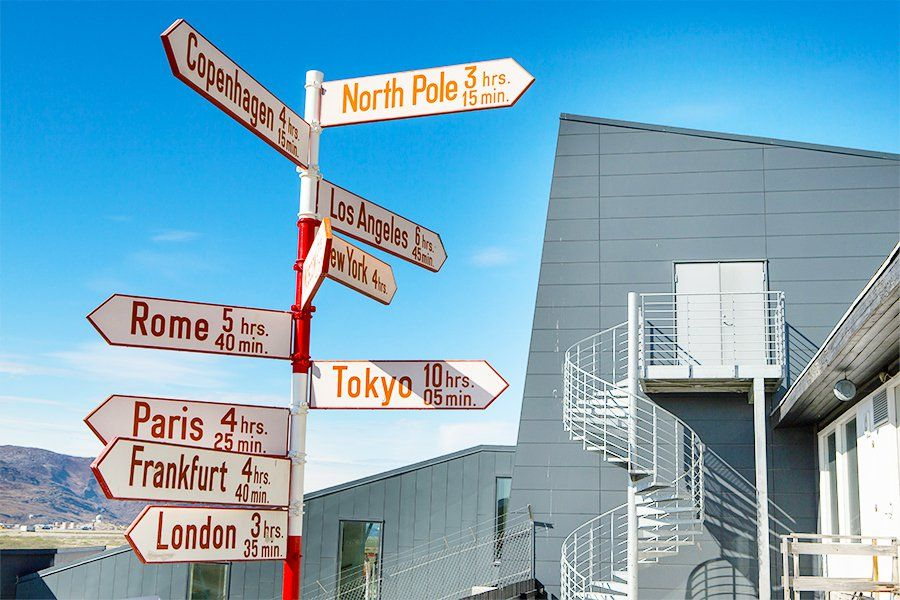 Copenhagen 4 hrs.
15 min.
North Pole 3 hrs.
15 min.
Los Angeles 6 hrs.
45 min.
ew York 4 hrs.
Rome 5 hrs.
40 min.
Tokyo 10 hrs.
05 min.
Paris 4 hrs.
25 min.
Frankfurt 4 hrs.
40 min.
London 3 hrs.
35 min.